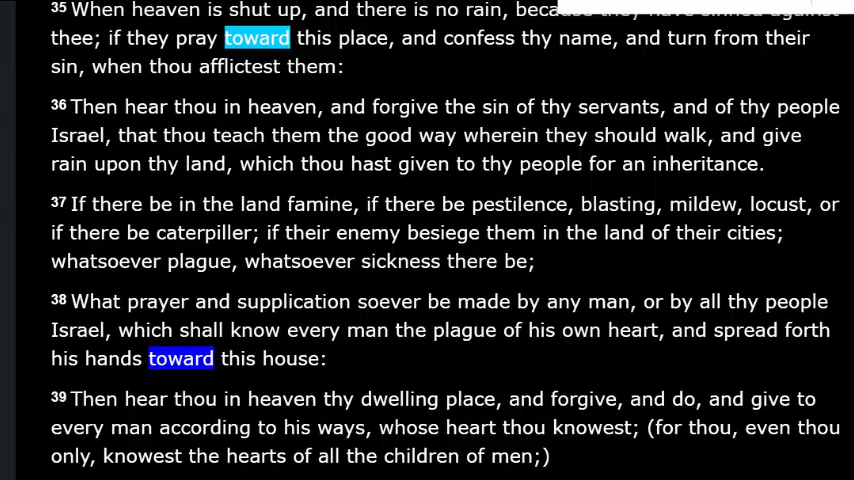 35 When heaven is shut up, and there is no rain, because they have sinned against
thee; if they pray toward this place, and confess thy name, and turn from their
sin, when thou afflictest them:
36 Then hear thou in heaven, and forgive the sin of thy servants, and of thy people
Israel, that thou teach them the good way wherein they should walk, and give
rain upon thy land, which thou hast given to thy people for an inheritance.
37 If there be in the land famine, if there be pestilence, blasting, mildew, locust, or
if there be caterpiller; if their enemy besiege them in the land of their cities;
whatsoever plague, whatsoever sickness there be;
38 What prayer and supplication soever be made by any man, or by all thy people
Israel, which shall know every man the plague of his own heart, and spread forth
his hands toward this house:
39 Then hear thou in heaven thy dwelling place, and forgive, and do, and give to
every man according to his ways, whose heart thou knowest; (for thou, even thou
only, knowest the hearts of all the children of men;)